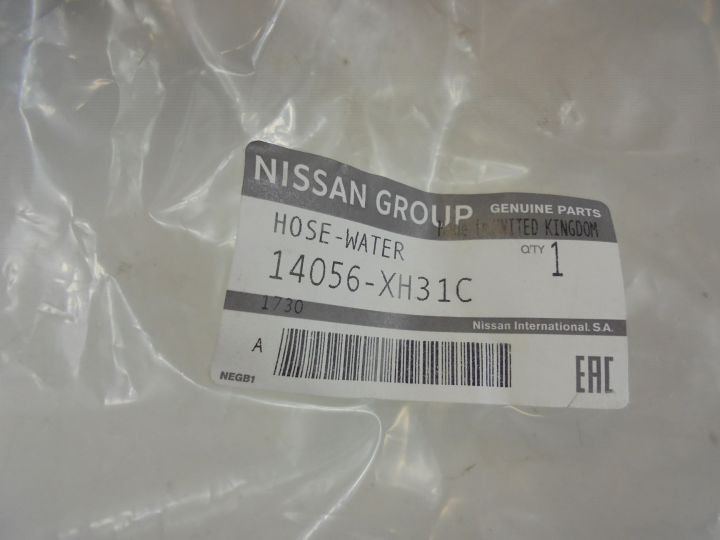 NISSAN GROUP GENUINE PARTS
Made in UNITED KINGDOM
HOSE-WATER
QTY 1
14056-XH31C
1730
Nissan International. S.A.
A
NEGB1
EAC